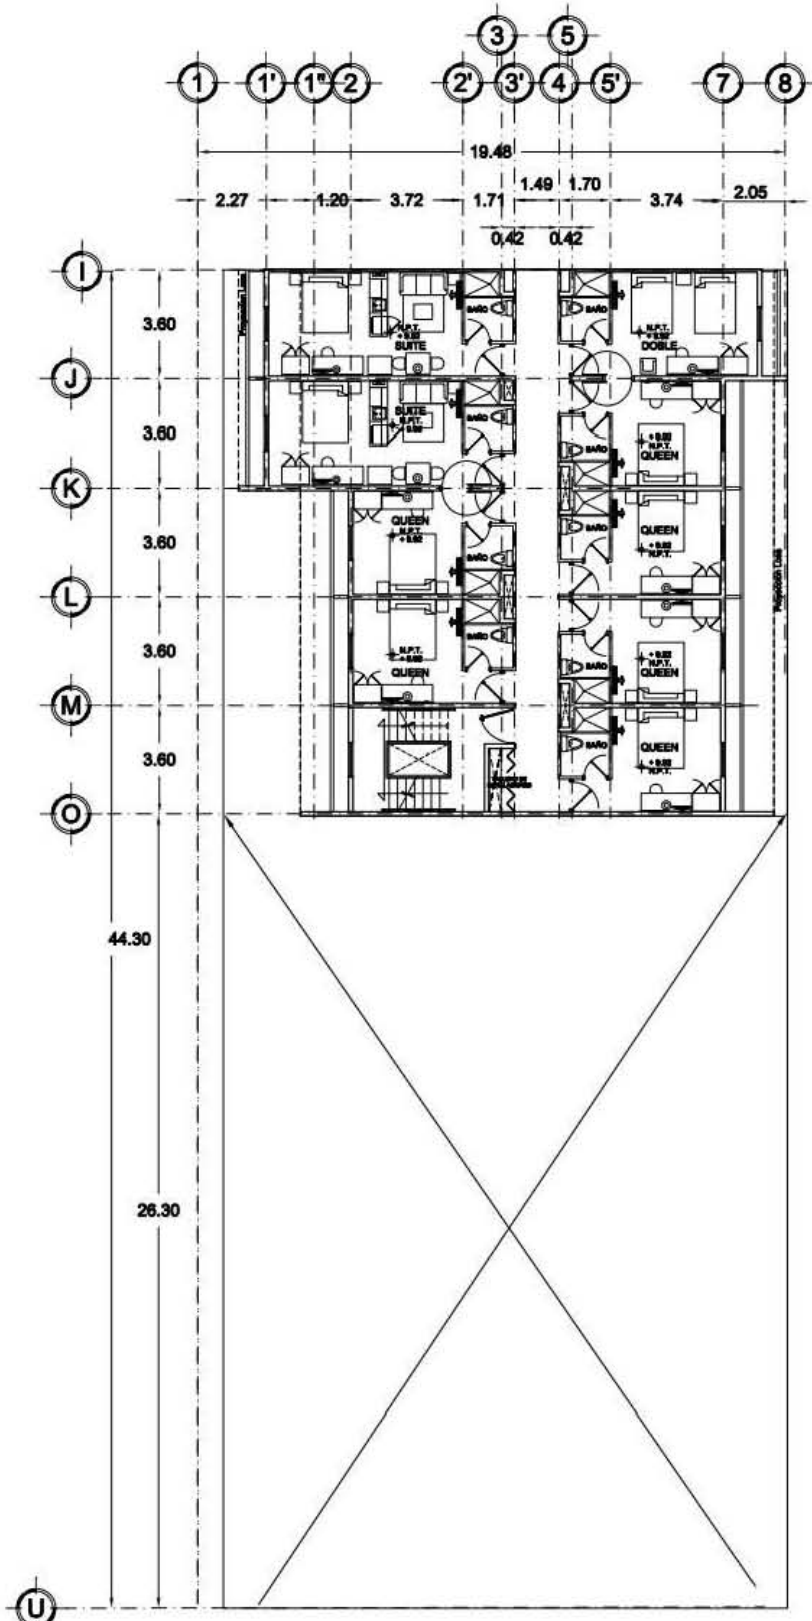 3 5
1 1' 1" 2 2' 3' 4 5' 7 8
19.48
1.49 1.70
2.27 1.20 3.72 1.71 3.74 2.05
0.42 0.42
I
3.60
BAÑO BAÑO
N.P.T. N.P.T.
SUITE DOBLE
J
SUITE
N.P.T.
3.60
BAÑO
BAÑO
N.P.T.
QUEEN
K
QUEEN
N.P.T.
3.60
BAÑO
BAÑO
QUEEN
N.P.T.
L
3.60
BAÑO
BAÑO
N.P.T.
QUEEN
N.P.T.
QUEEN
M
3.60
BAÑO
QUEEN
N.P.T.
O
44.30
26.30
U